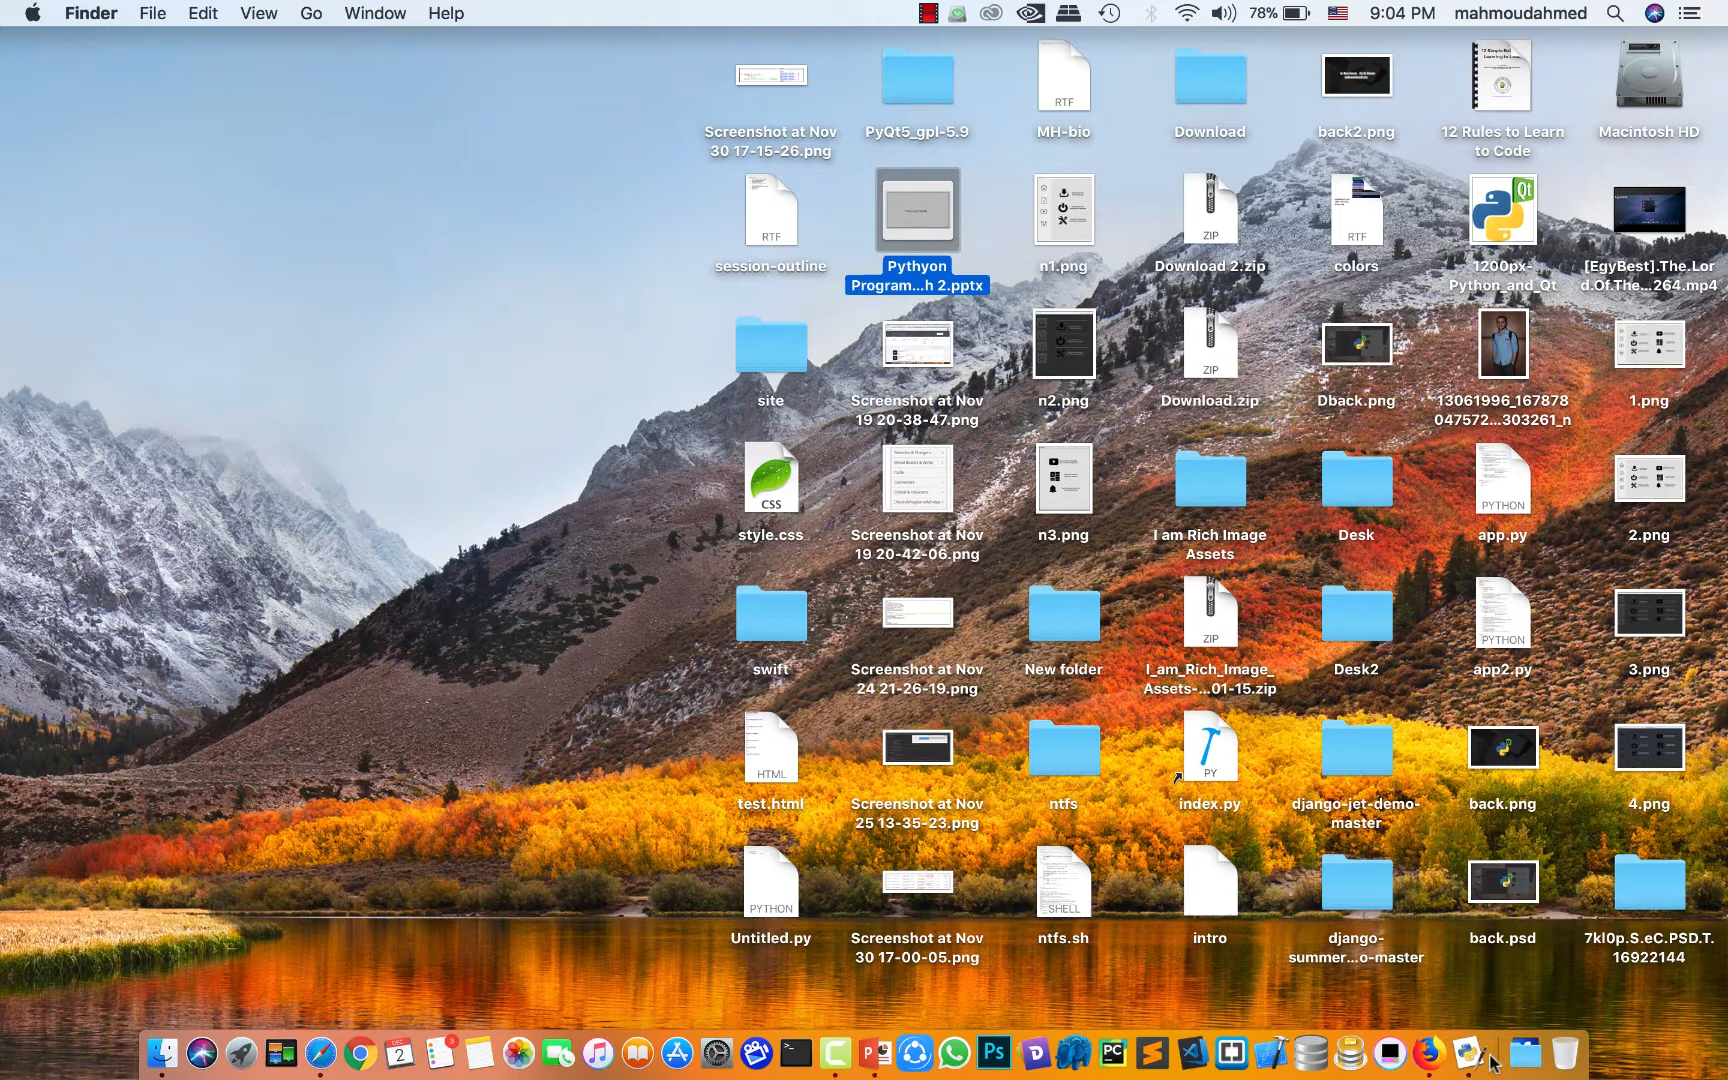 Finder File Edit View Go Window Help 78% 9:04 PM mahmoudahmed
Screenshot at Nov
30 17-15-26.png
PyQt5_gpl-5.9
RTF
MH-bio
Download
back2.png
12 Rules to Learn
to Code
Macintosh HD
RTF
session-outline
Pythyon
Program...h 2.pptx
n1.png
ZIP
Download 2.zip
RTF
colors
Qt
1200px-
Python_and_Qt
[EgyBest].The.Lor
d.Of.The...264.mp4
site
Screenshot at Nov
19 20-38-47.png
n2.png
ZIP
Download.zip
Dback.png
13061996_167878
047572...303261_n
1.png
CSS
style.css
Screenshot at Nov
19 20-42-06.png
n3.png
I am Rich Image
Assets
Desk
PYTHON
app.py
2.png
swift
Screenshot at Nov
24 21-26-19.png
New folder
ZIP
I_am_Rich_Image_
Assets-...01-15.zip
Desk2
PYTHON
app2.py
3.png
HTML
test.html
Screenshot at Nov
25 13-35-23.png
ntfs
PY
index.py
django-jet-demo-
master
back.png
4.png
PYTHON
Untitled.py
Screenshot at Nov
30 17-00-05.png
SHELL
ntfs.sh
intro
django-
summer...o-master
back.psd
7kl0p.S.eC.PSD.T.
16922144
DEC
2
3
C
P
Ps
D
PC
S